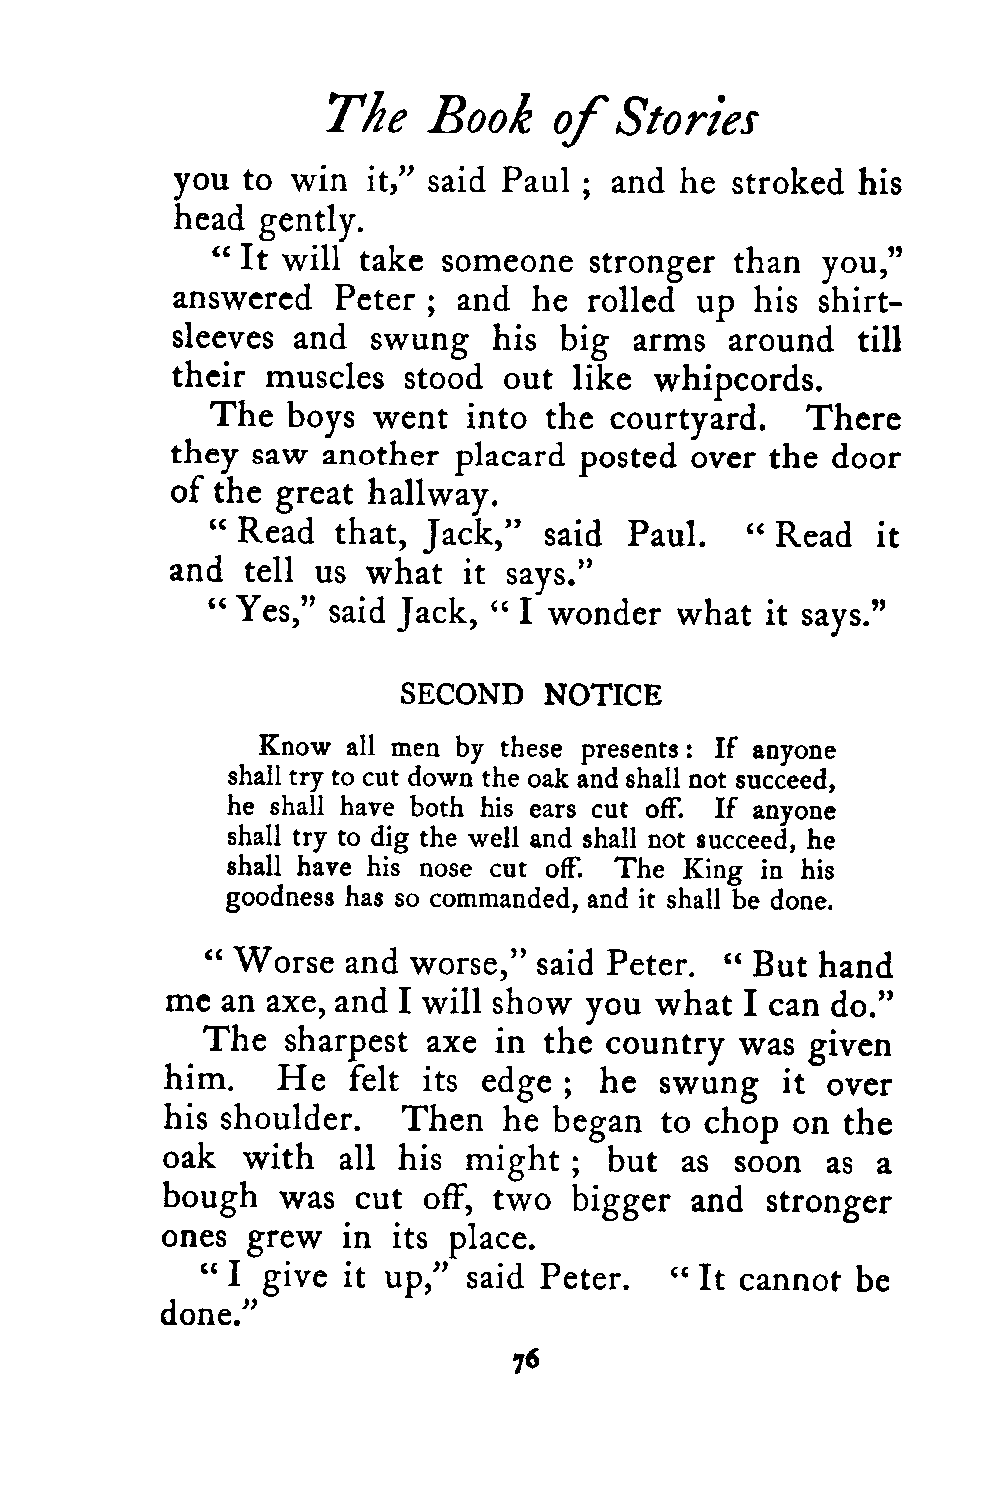 The Book of Stories
you to win it,” said Paul ; and he stroked his
head gently.
“ It will take someone stronger than you,”
answered Peter ; and he rolled up his shirt-
sleeves and swung his big arms around till
their muscles stood out like whipcords.
The boys went into the courtyard. There
they saw another placard posted over the door
of the great hallway.
“ Read that, Jack,” said Paul. “ Read it
and tell us what it says.”
“ Yes,” said Jack, “ I wonder what it says.”
SECOND NOTICE
Know all men by these presents : If anyone
shall try to cut down the oak and shall not succeed,
he shall have both his ears cut off. If anyone
shall try to dig the well and shall not succeed, he
shall have his nose cut off. The King in his
goodness has so commanded, and it shall be done.
“ Worse and worse,” said Peter. “ But hand
me an axe, and I will show you what I can do.”
The sharpest axe in the country was given
him. He felt its edge ; he swung it over
his shoulder. Then he began to chop on the
oak with all his might ; but as soon as a
bough was cut off, two bigger and stronger
ones grew in its place.
“ I give it up,” said Peter. “ It cannot be
done.”
76